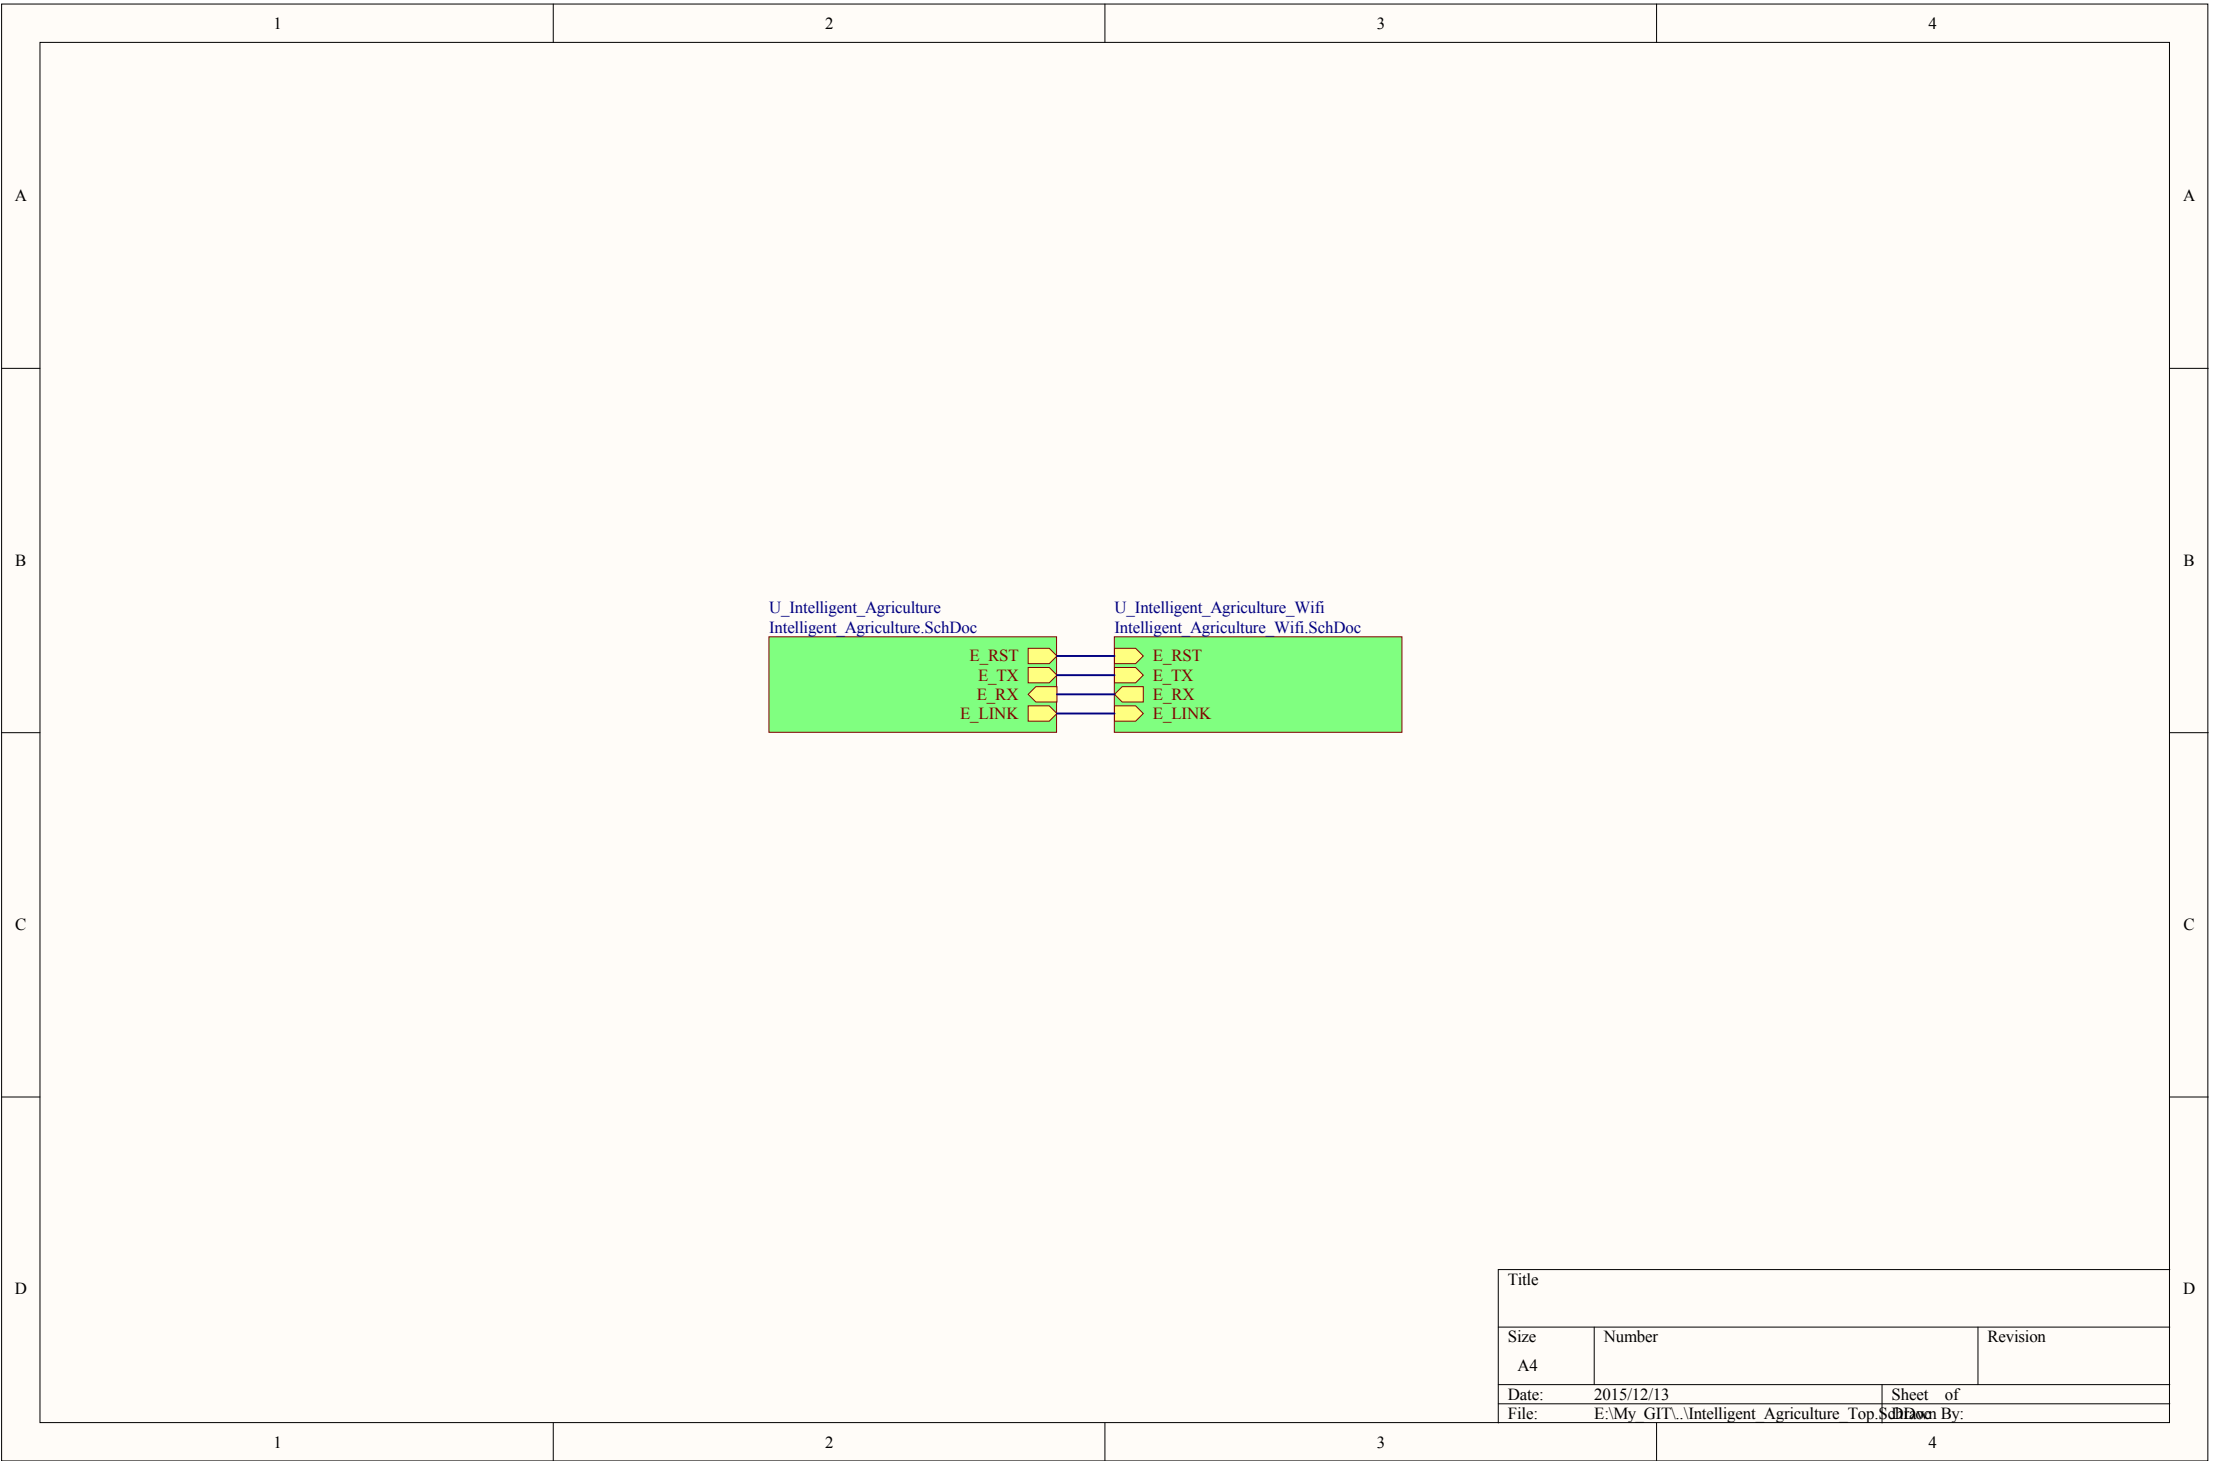 1 2 3 4
A A
B B
U_Intelligent_Agriculture U_Intelligent_Agriculture_Wifi
Intelligent_Agriculture.SchDoc Intelligent_Agriculture_Wifi.SchDoc
E_RST E_RST
E_TX E_TX
E_RX E_RX
E_LINK E_LINK
C C
D D
Title
Size Number Revision
A4
Date: 2015/12/13 Sheet of
File: E:\My_GIT\..\Intelligent_Agriculture_Top.SchDoc Drawn By:
1 2 3 4